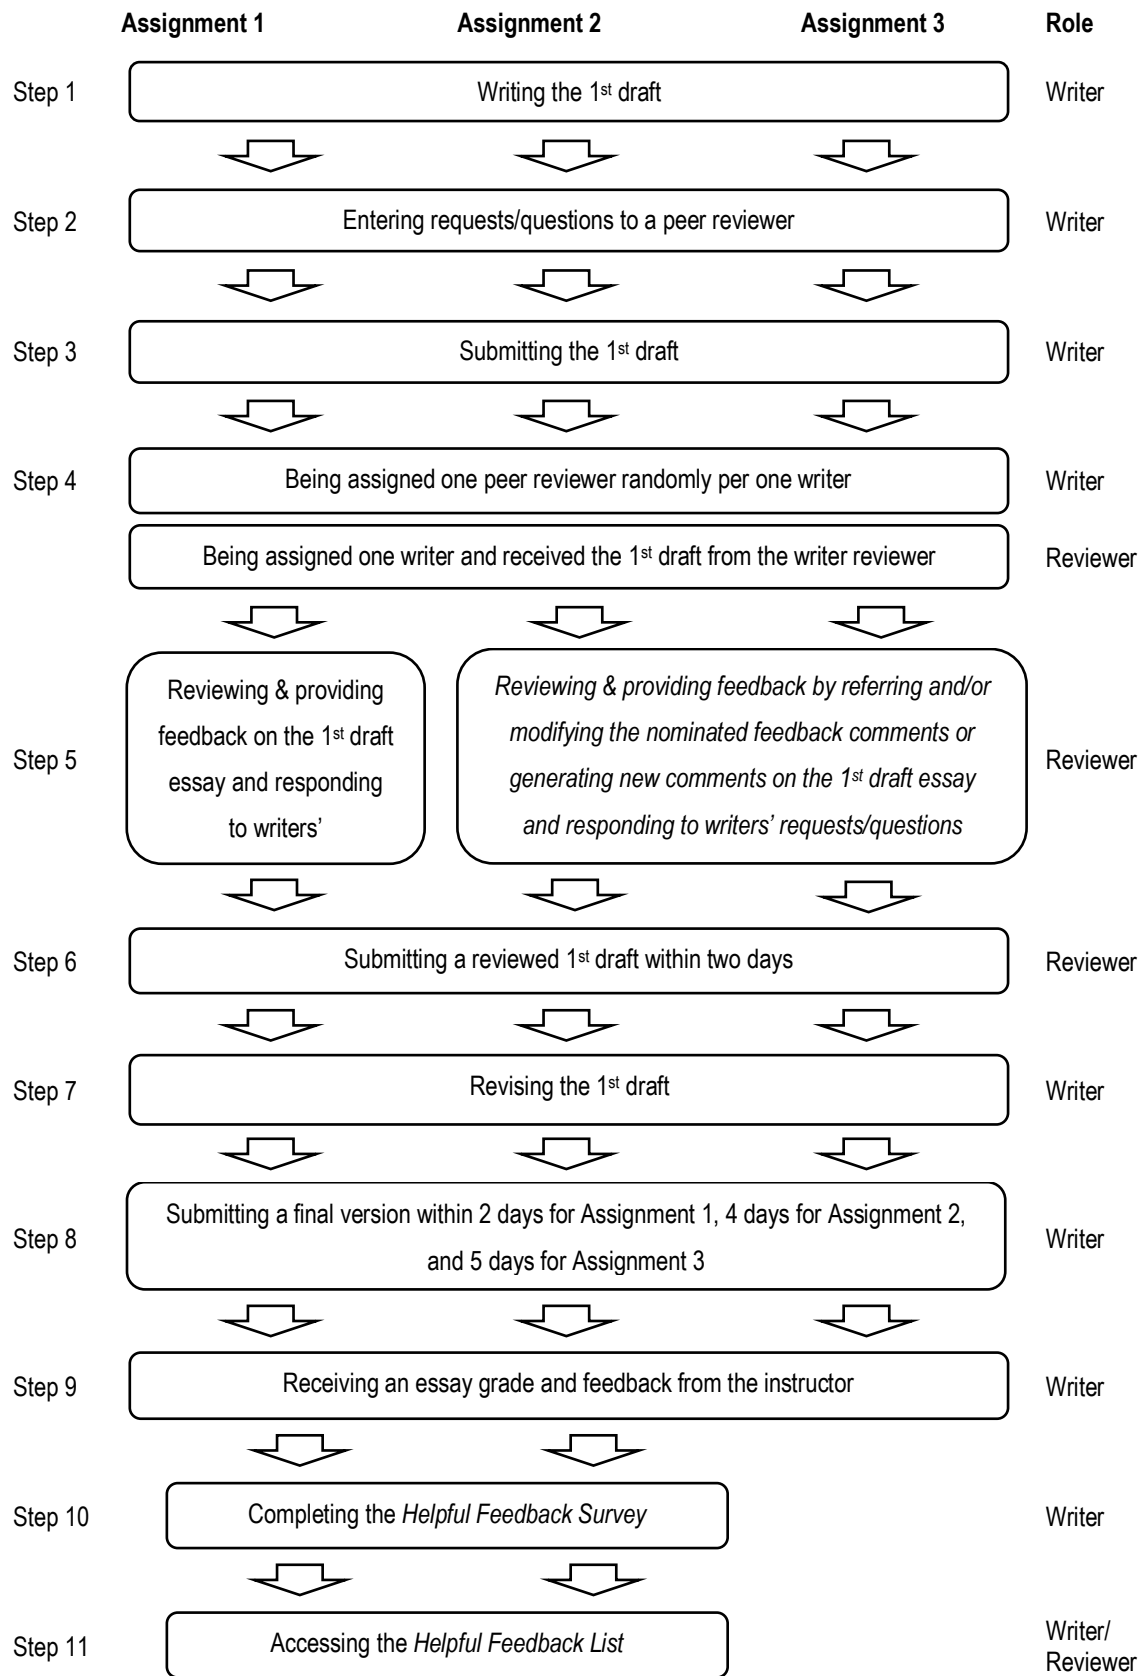 Assignment 1 Assignment 2 Assignment 3 Role
Step 1 Writing the 1st draft Writer
Step 2 Entering requests/questions to a peer reviewer Writer
Step 3 Submitting the 1st draft Writer
Step 4 Being assigned one peer reviewer randomly per one writer Writer
Being assigned one writer and received the 1st draft from the writer reviewer Reviewer
Step 5
Reviewing & providing
feedback on the 1st draft
essay and responding
to writers’
Reviewing & providing feedback by referring and/or
modifying the nominated feedback comments or
generating new comments on the 1st draft essay
and responding to writers’ requests/questions
Reviewer
Step 6 Submitting a reviewed 1st draft within two days Reviewer
Step 7 Revising the 1st draft Writer
Step 8
Submitting a final version within 2 days for Assignment 1, 4 days for Assignment 2,
and 5 days for Assignment 3
Writer
Step 9 Receiving an essay grade and feedback from the instructor Writer
Step 10 Completing the Helpful Feedback Survey Writer
Step 11 Accessing the Helpful Feedback List
Writer/
Reviewer